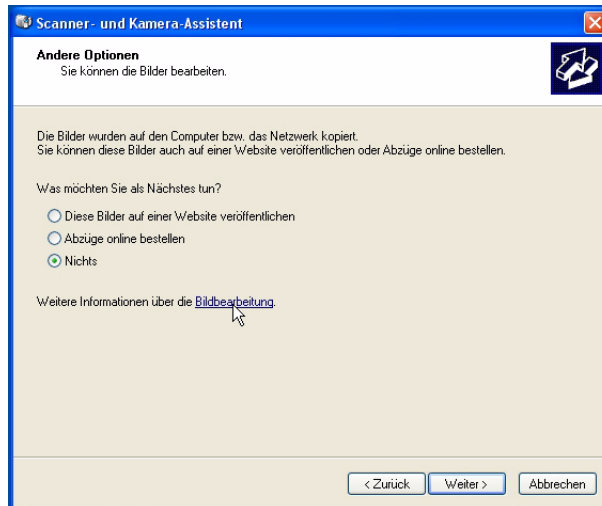 Scanner- und Kamera-Assistent
Andere Optionen
Sie können die Bilder bearbeiten.
Die Bilder wurden auf den Computer bzw. das Netzwerk kopiert.
Sie können diese Bilder auch auf einer Website veröffentlichen oder Abzüge online bestellen.
Was möchten Sie als Nächstes tun?
Diese Bilder auf einer Website veröffentlichen
Abzüge online bestellen
Nichts
Weitere Informationen über die Bildbearbeitung.
< Zurück Weiter > Abbrechen